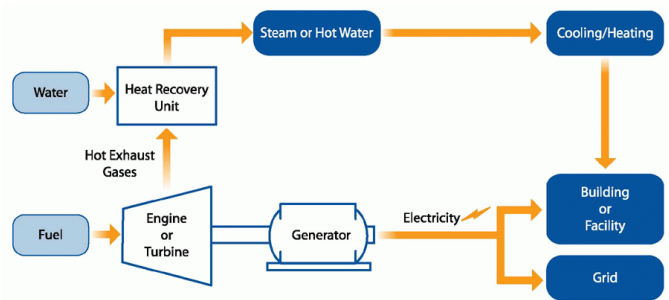 Steam or Hot Water
Cooling/Heating
Water
Heat Recovery
Unit
Hot Exhaust
Gases
Building
or
Facility
Engine
or
Turbine
Generator
Electricity
Fuel
Grid